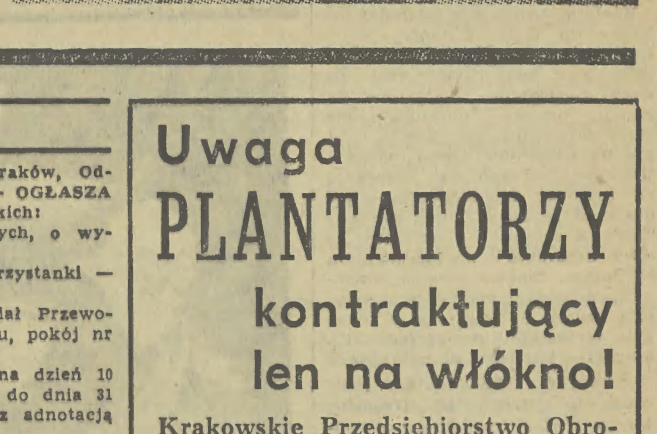 raków, Od-
- OGŁASZA
kich:
ych, o wy-
rzystanki —
iał Przewo-
u, pokój nr
na dzień 10
do dnia 31
z adnotacją
Uwaga
PLANTATORZY
kontraktujący
len na włókno!
Krakowskie Przedsiębiorstwo Obro-